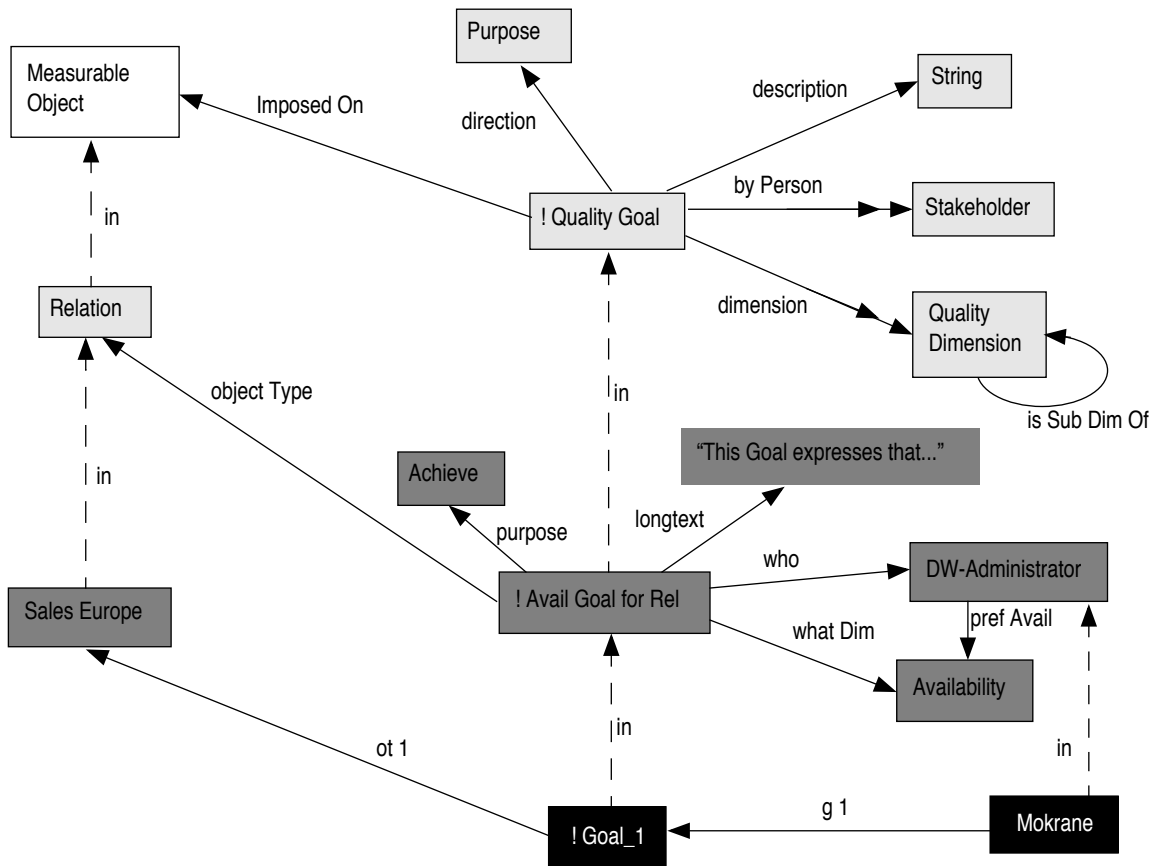 Purpose
Measurable
Object
String
description
Imposed On
direction
by Person
! Quality Goal
Stakeholder
in
dimension
Quality
Dimension
Relation
object Type
in
is Sub Dim Of
“This Goal expresses that...”
Achieve
in
longtext
purpose
who
DW-Administrator
! Avail Goal for Rel
Sales Europe
pref Avail
what Dim
Availability
in
ot 1
in
g 1
Mokrane
! Goal_1